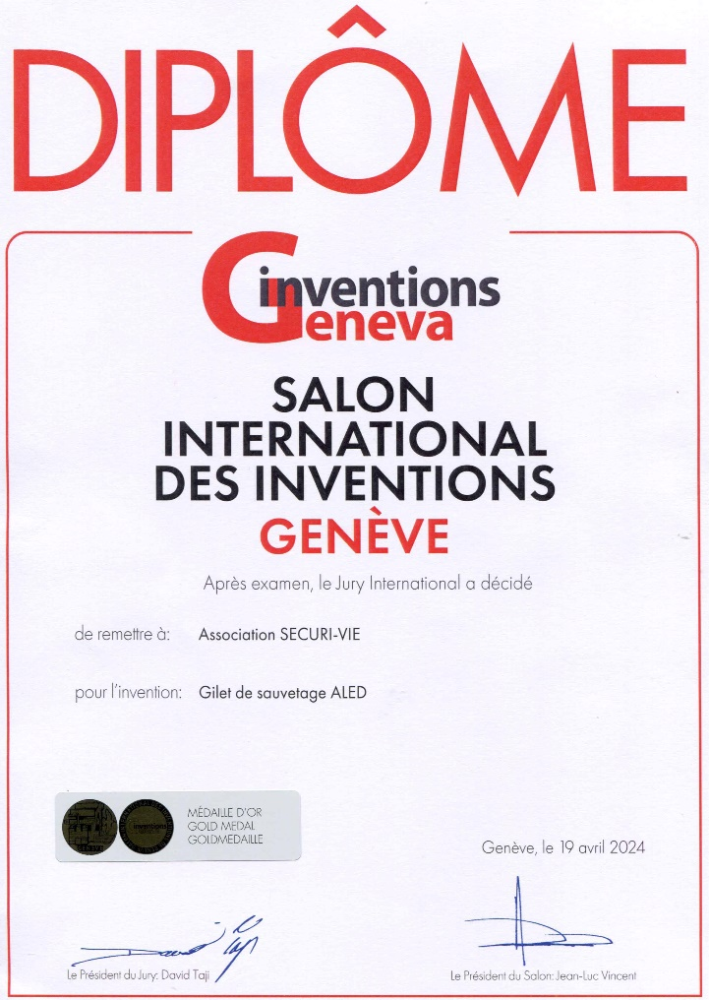 DIPLÔME
inventions
Geneva
SALON
INTERNATIONAL
DES INVENTIONS
GENÈVE
Après examen, le Jury International a décidé
de remettre à: Association SECURI-VIE
pour l'invention: Gilet de sauvetage ALED
MÉDAILLE D'OR
GOLD MEDAL
GOLDMEDAILLE
Genève, le 19 avril 2024
Le Président du Jury: David Taji
Le Président du Salon: Jean-Luc Vincent